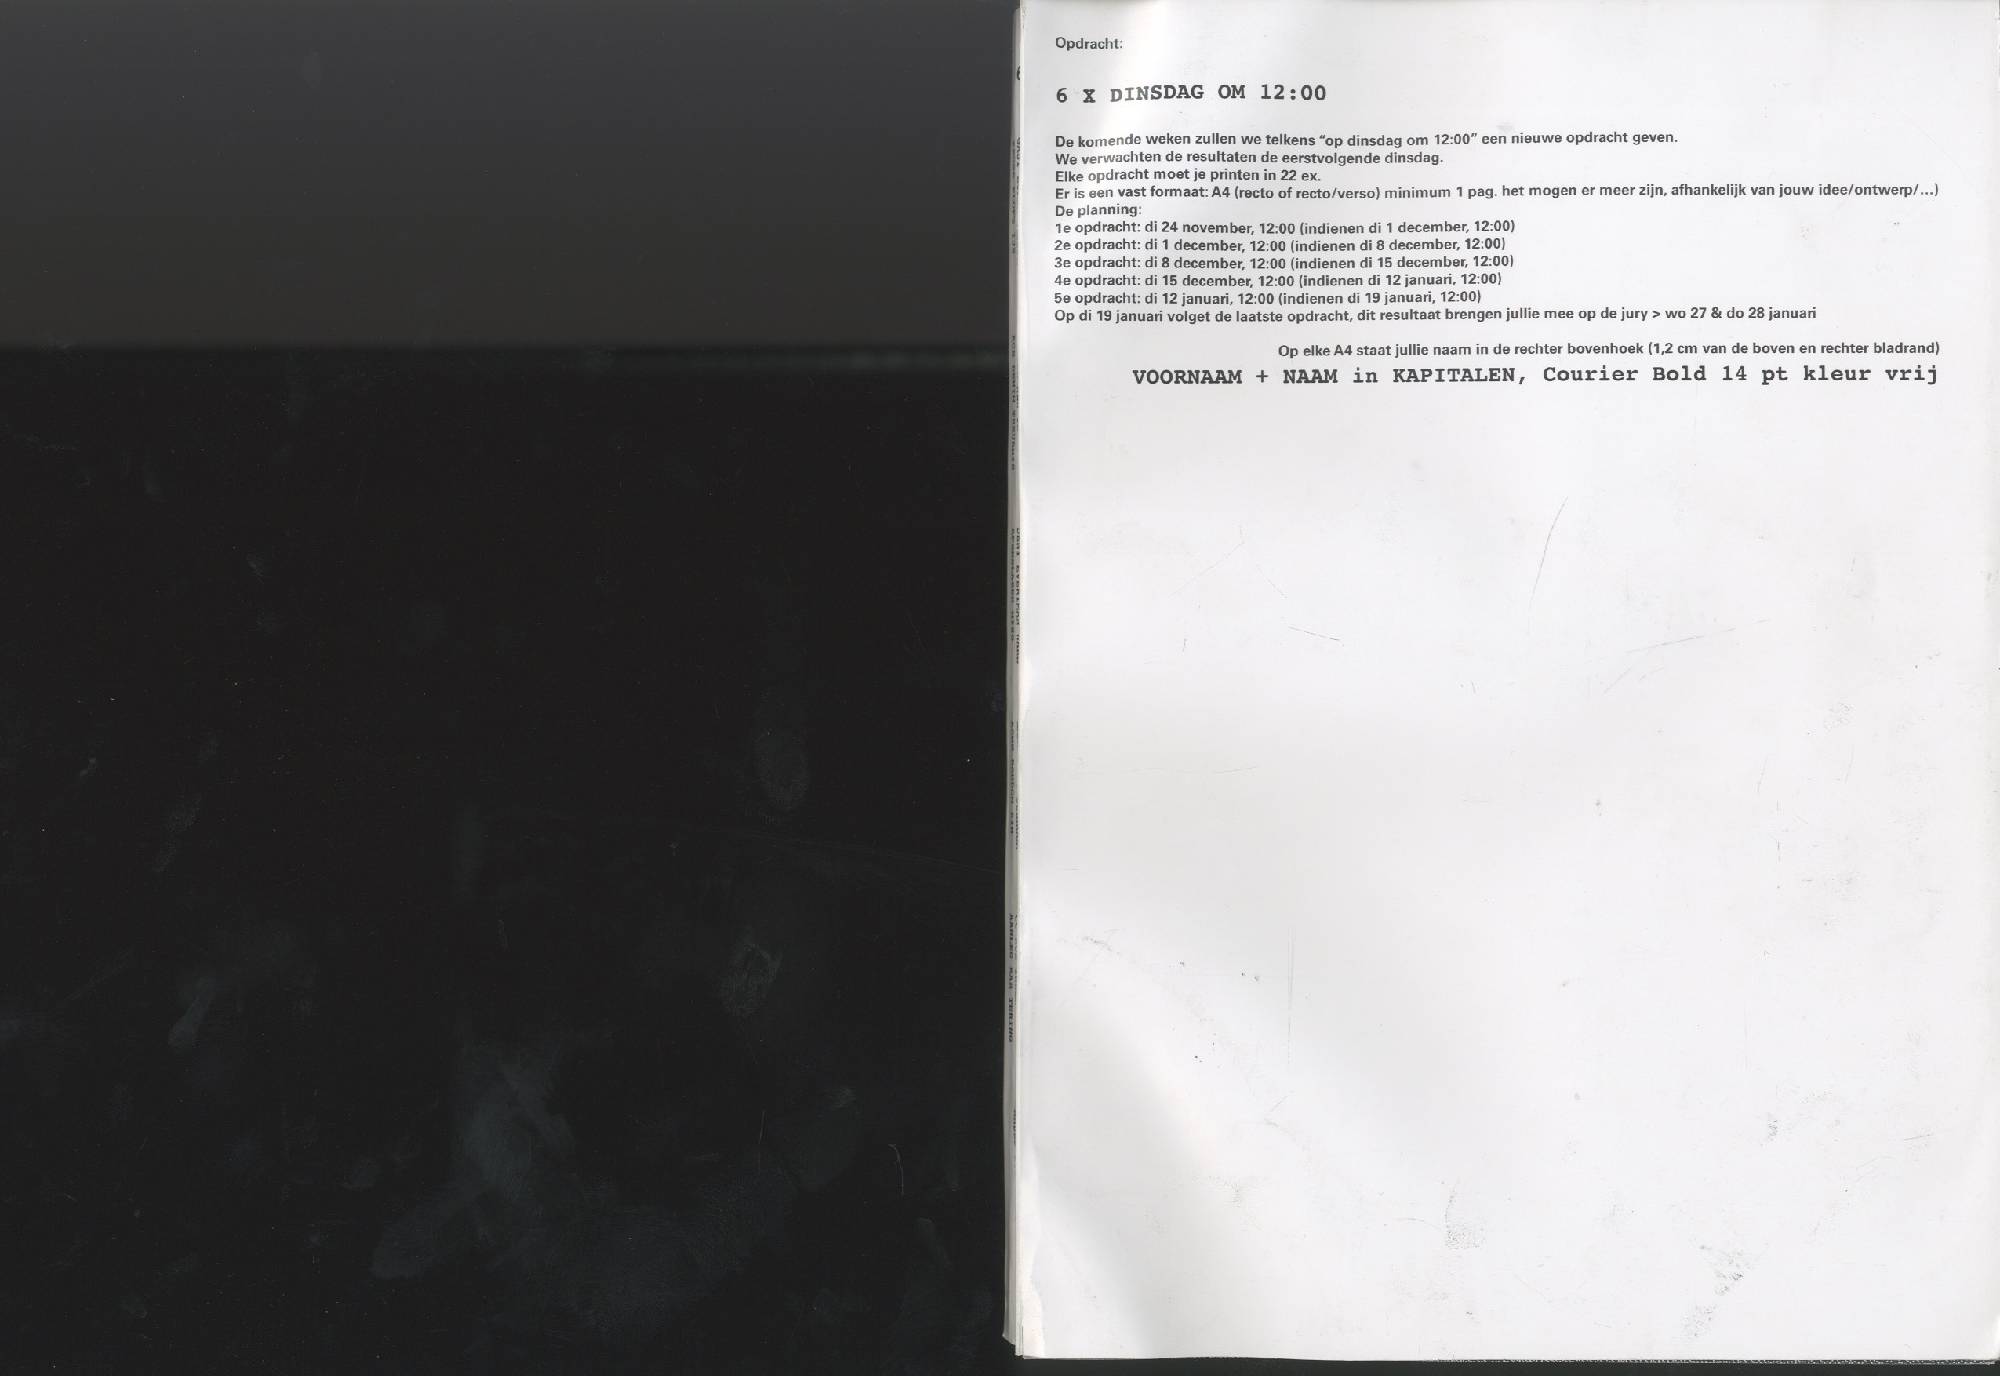 Opdracht:
6 X DINSDAG OM 12:00
De komende weken zullen we telkens “op dinsdag om 12:00” een nieuwe opdracht geven.
We verwachten de resultaten de eerstvolgende dinsdag.
Elke opdracht moet je printen in 22 ex.
Er is een vast formaat: A4 (recto of recto/verso) minimum 1 pag. het mogen er meer zijn, afhankelijk van jouw idee/ontwerp/...)
De planning:
1e opdracht: di 24 november, 12:00 (indienen di 1 december, 12:00)
2e opdracht: di 1 december, 12:00 (indienen di 8 december, 12:00)
3e opdracht: di 8 december, 12:00 (indienen di 15 december, 12:00)
4e opdracht: di 15 december, 12:00 (indienen di 12 januari, 12:00)
5e opdracht: di 12 januari, 12:00 (indienen di 19 januari, 12:00)
Op di 19 januari volget de laatste opdracht, dit resultaat brengen jullie mee op de jury > wo 27 & do 28 januari
Op elke A4 staat jullie naam in de rechter bovenhoek (1,2 cm van de boven en rechter bladrand)
VOORNAAM + NAAM in KAPITALEN, Courier Bold 14 pt kleur vrij